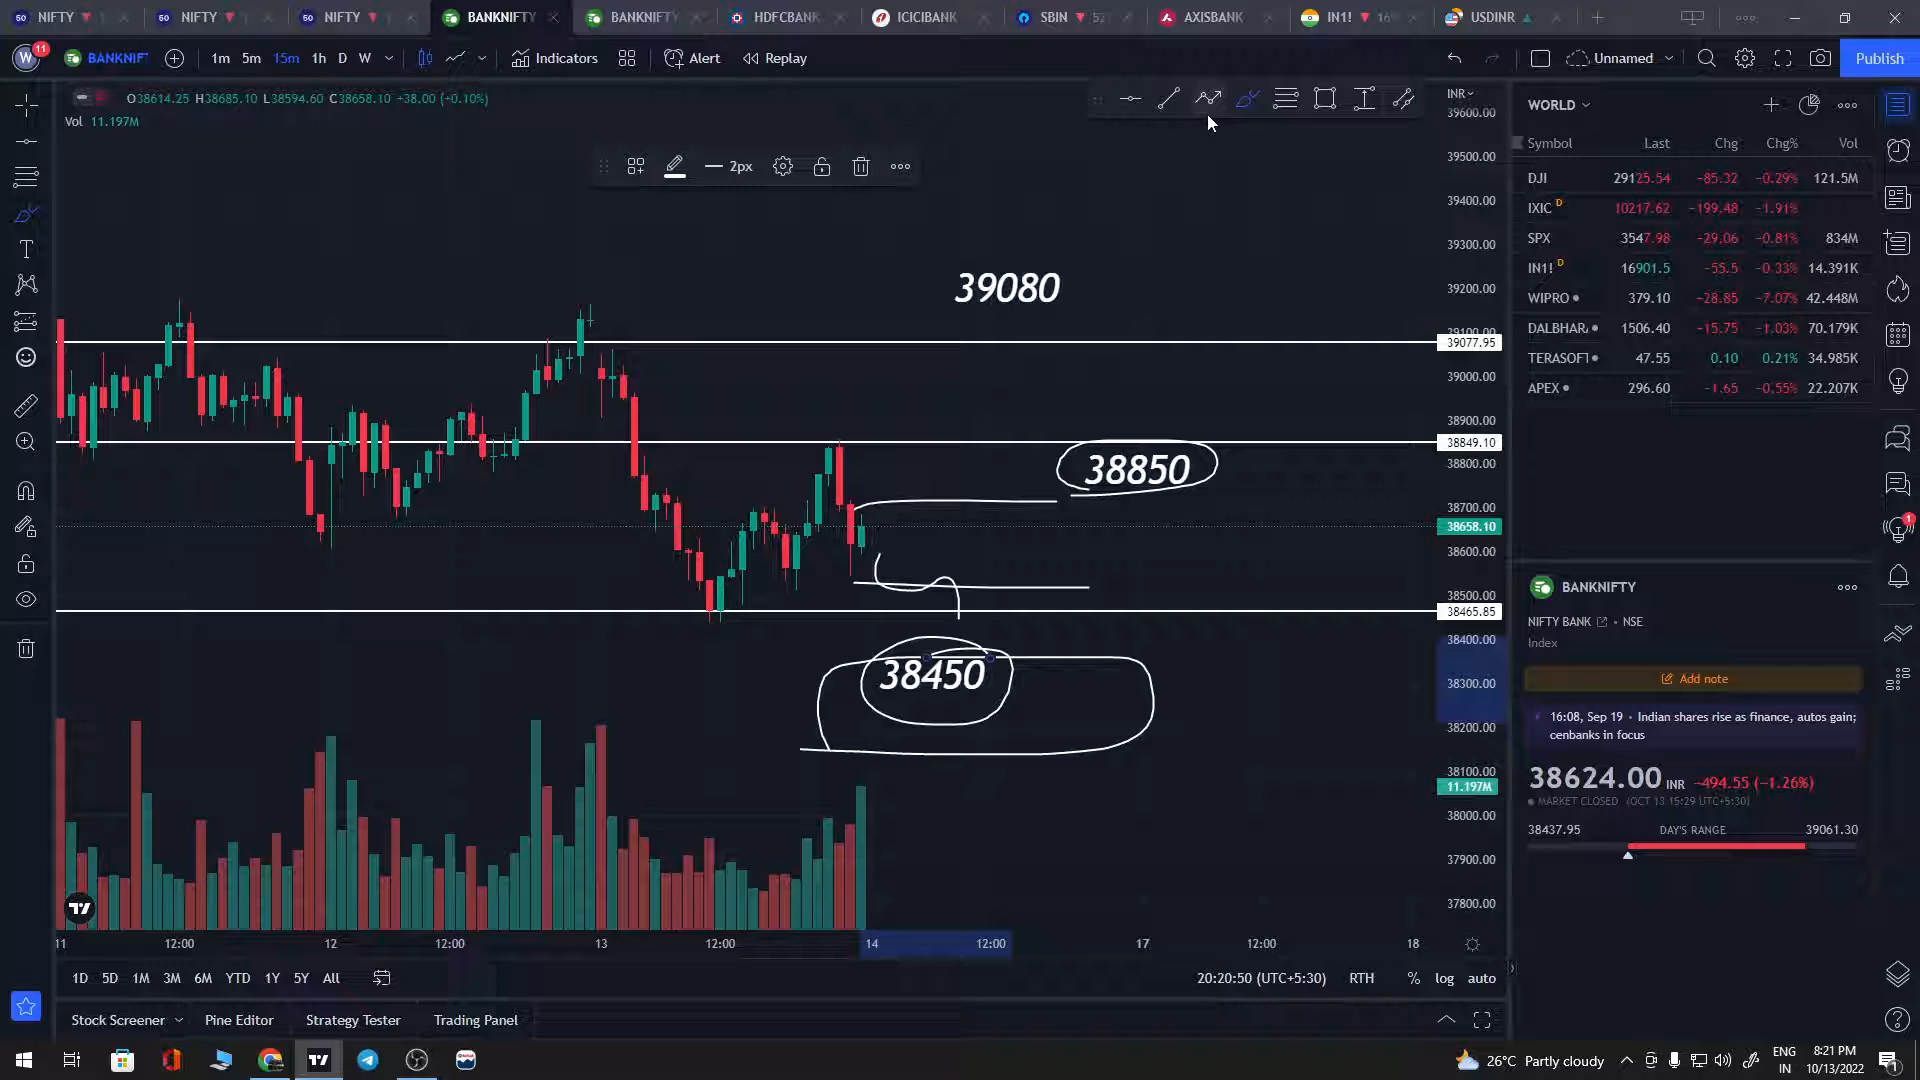 NIFTY NIFTY NIFTY BANKNIFTY BANKNIFTY HDFCBANK ICICIBANK SBIN 52 AXISBANK IN1! 16 USDINR
W 11 BANKNIF 1m 5m 15m 1h D W Indicators Alert Replay Unnamed Publish
O38614.25 H38685.10 L38594.60 C38658.10 +38.00 (+0.10%)
Vol 11.197M
2px
39080
38850
38450
INR
39600.00
39500.00
39400.00
39300.00
39200.00
39100.00
39077.95
39000.00
38900.00
38849.10
38800.00
38700.00
38658.10
38600.00
38500.00
38465.85
38400.00
38300.00
38200.00
38100.00
11.197M
38000.00
37900.00
37800.00
11 12:00 12 12:00 13 12:00 14 12:00 17 12:00 18
1D 5D 1M 3M 6M YTD 1Y 5Y All
20:20:50 (UTC+5:30) RTH % log auto
Stock Screener Pine Editor Strategy Tester Trading Panel
WORLD
Symbol Last Chg Chg% Vol
DJI 29125.54 −85.32 −0.29% 121.5M
IXIC D 10217.62 −199.48 −1.91%
SPX 3547.98 −29.06 −0.81% 834M
IN1! D 16901.5 −55.5 −0.33% 14.391K
WIPRO 379.10 −28.85 −7.07% 42.448M
DALBHAR 1506.40 −15.75 −1.03% 70.179K
TERASOFT 47.55 0.10 0.21% 34.985K
APEX 296.60 −1.65 −0.55% 22.207K
BANKNIFTY
NIFTY BANK • NSE
Index
Add note
16:08, Sep 19 • Indian shares rise as finance, autos gain;
cenbanks in focus
38624.00 INR −494.55 (−1.26%)
MARKET CLOSED (OCT 13 15:29 UTC+5:30)
38437.95 DAY'S RANGE 39061.30
26°C Partly cloudy
ENG
IN
8:21 PM
10/13/2022